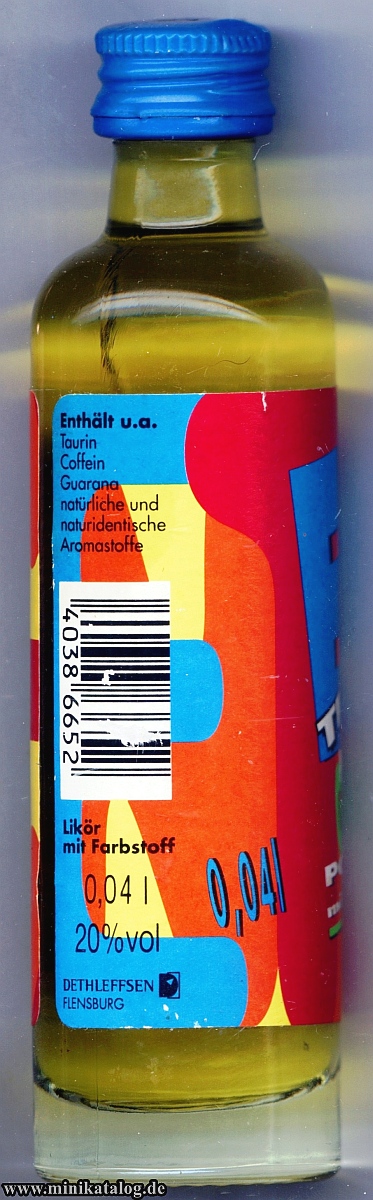 Enthält u.a.
Taurin
Coffein
Guarana
natürliche und
naturidentische
Aromastoffe
4038 6652
Likör
mit Farbstoff
0,04 l
20%vol
DETHLEFFSEN
FLENSBURG
0,04l
www.minikatalog.de